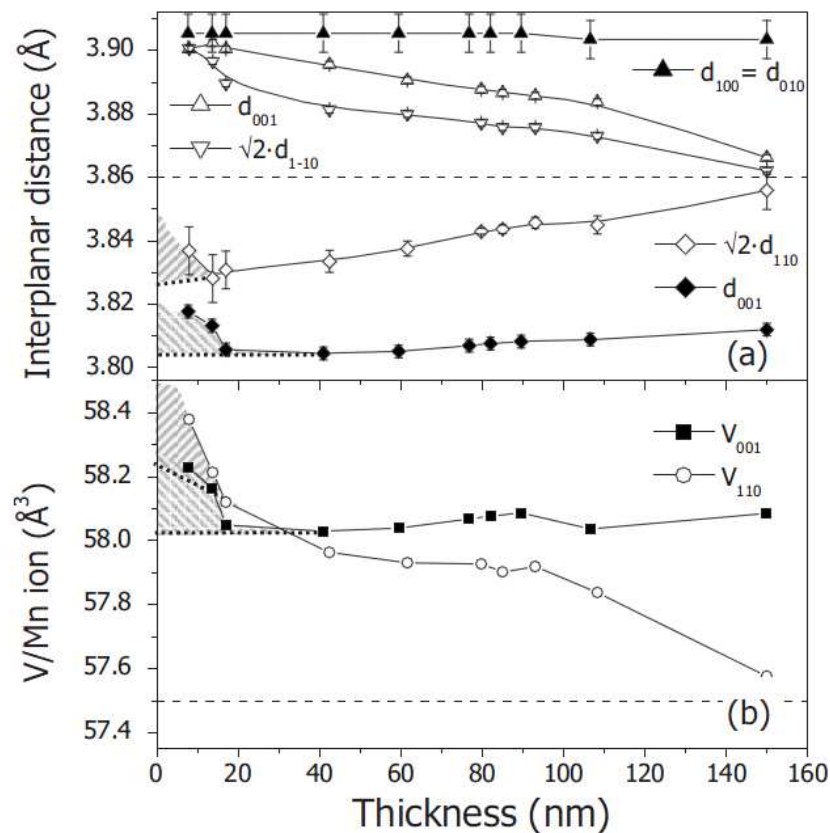 Interplanar distance (Å)
3.90
3.88
3.86
3.84
3.82
3.80
d₁₀₀ = d₀₁₀
d₀₀₁
√2·d₁₋₁₀
√2·d₁₁₀
d₀₀₁
(a)
V/Mn ion (Å³)
58.4
58.2
58.0
57.8
57.6
57.4
V₀₀₁
V₁₁₀
(b)
0 20 40 60 80 100 120 140 160
Thickness (nm)